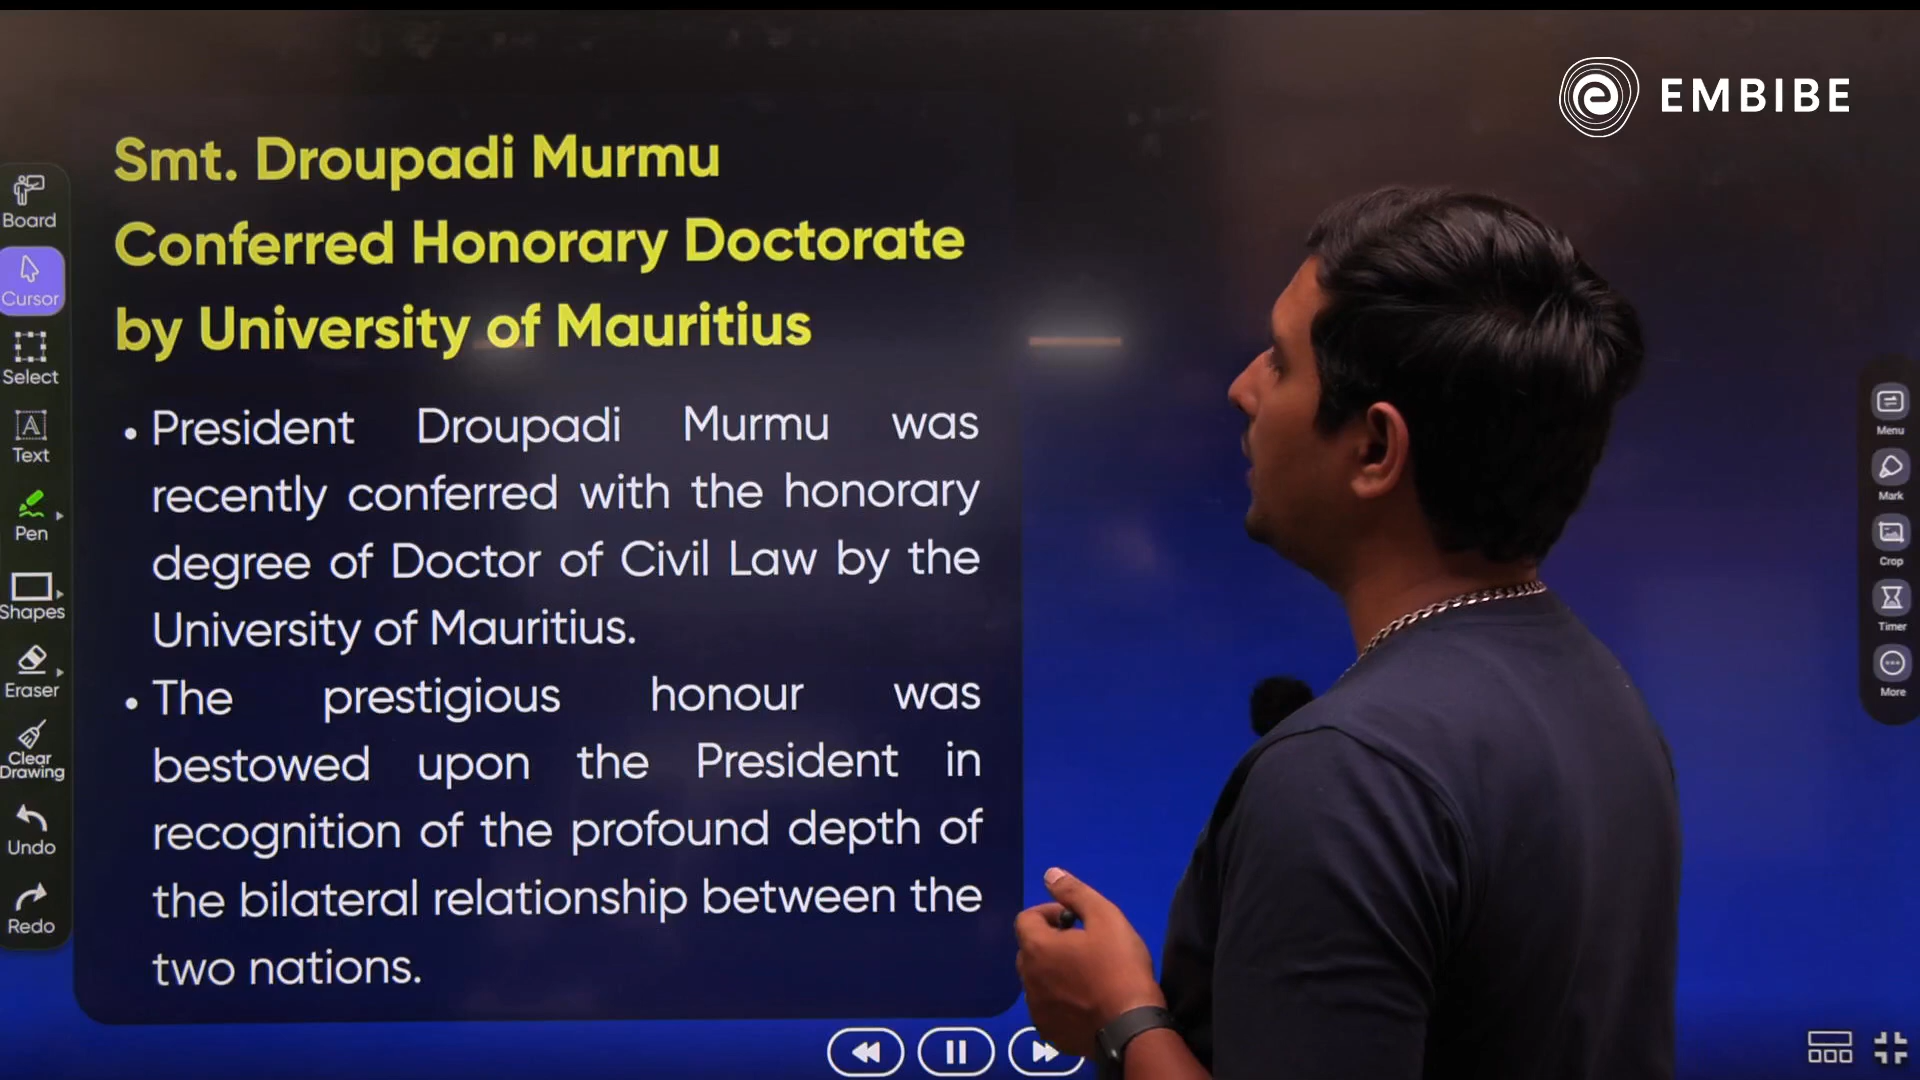 EMBIBE
Smt. Droupadi Murmu
Conferred Honorary Doctorate
by University of Mauritius
• President Droupadi Murmu was
recently conferred with the honorary
degree of Doctor of Civil Law by the
University of Mauritius.
• The prestigious honour was
bestowed upon the President in
recognition of the profound depth of
the bilateral relationship between the
two nations.
Board
Cursor
Select
A
Text
Pen
Shapes
Eraser
Clear
Drawing
Undo
Redo
Menu
Mark
Crop
Timer
More